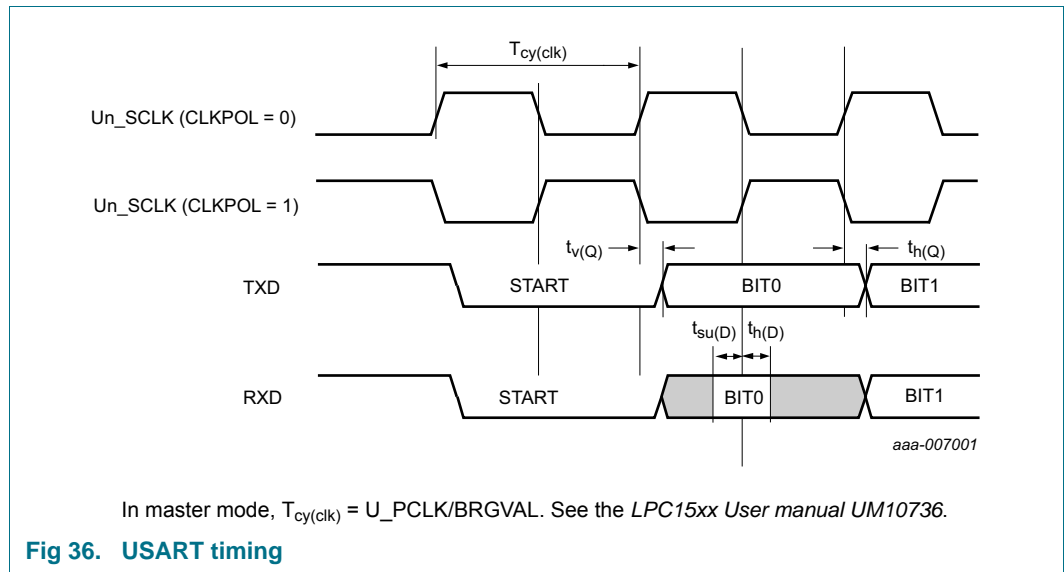 Tcy(clk)
Un_SCLK (CLKPOL = 0)
Un_SCLK (CLKPOL = 1)
tv(Q)
th(Q)
TXD
START
BIT0
BIT1
tsu(D)
th(D)
RXD
START
BIT0
BIT1
aaa-007001
In master mode, Tcy(clk) = U_PCLK/BRGVAL. See the LPC15xx User manual UM10736.
Fig 36. USART timing